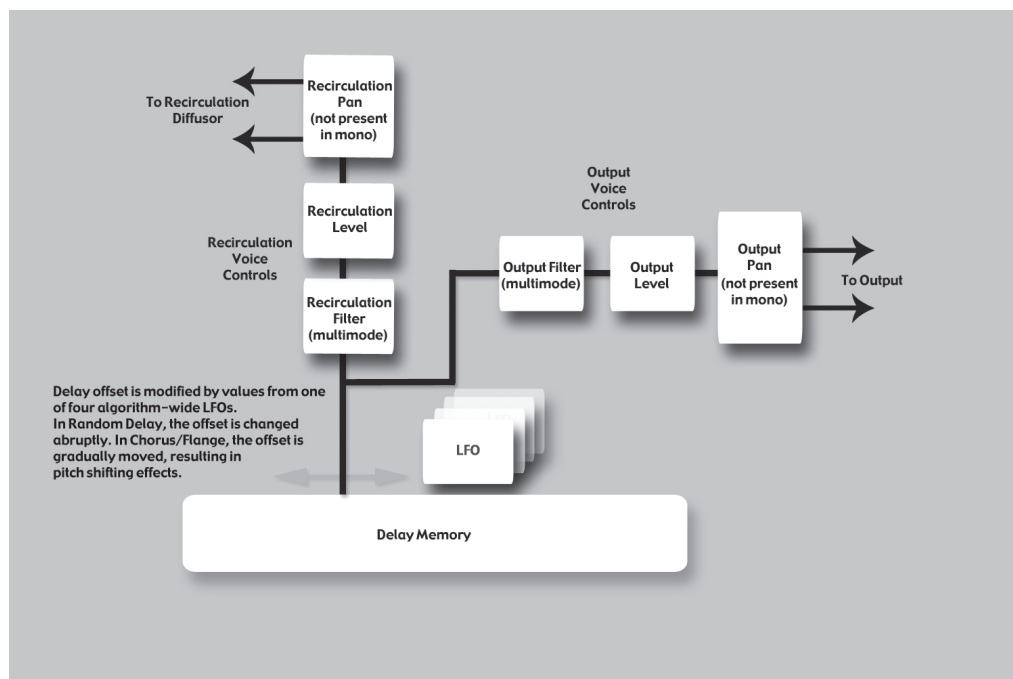 Recirculation
Pan
(not present
in mono)
To Recirculation
Diffusor
Recirculation
Level
Recirculation
Voice
Controls
Recirculation
Filter
(multimode)
Output
Voice
Controls
Output Filter
(multimode)
Output
Level
Output
Pan
(not present
in mono)
To Output
Delay offset is modified by values from one
of four algorithm-wide LFOs.
In Random Delay, the offset is changed
abruptly. In Chorus/Flange, the offset is
gradually moved, resulting in
pitch shifting effects.
LFO
Delay Memory